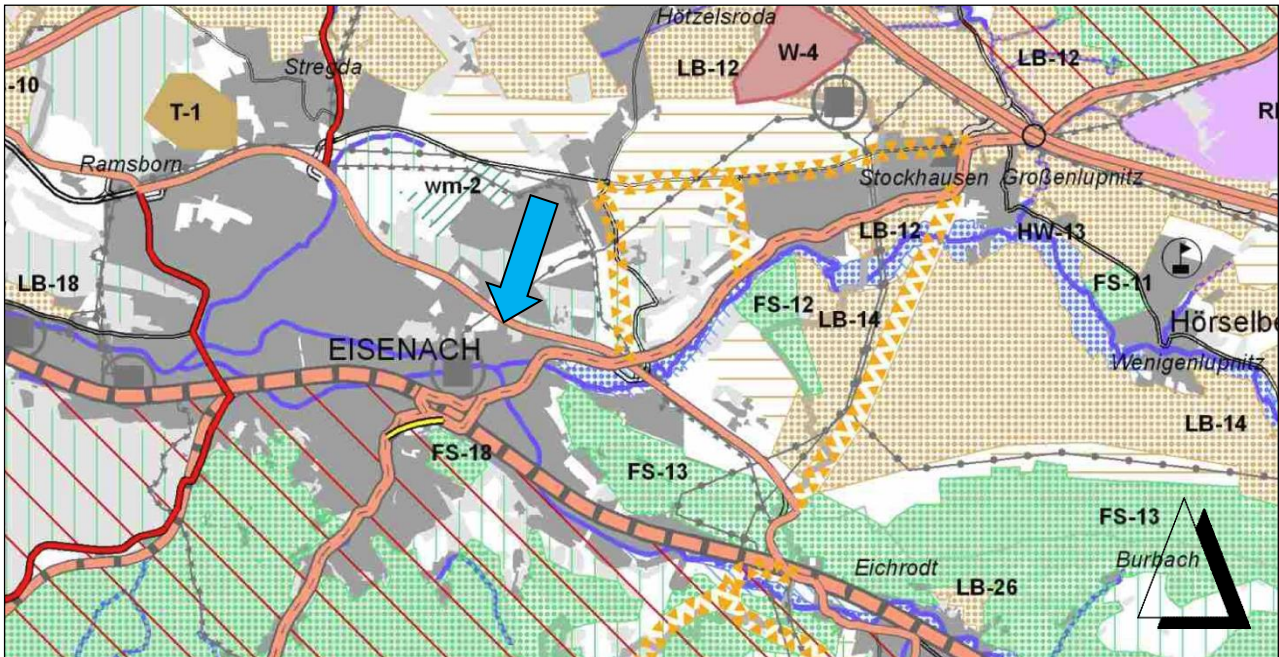 Hötzelsroda
W-4
LB-12
LB-12
Stregda
-10
T-1
Ramsborn
wm-2
Stockhausen
Großenlupnitz
LB-12
HW-13
LB-18
FS-12
LB-14
FS-11
EISENACH
Hörselb
Wenigenlupnitz
LB-14
FS-18
FS-13
FS-13
Eichrodt
Burbach
LB-26